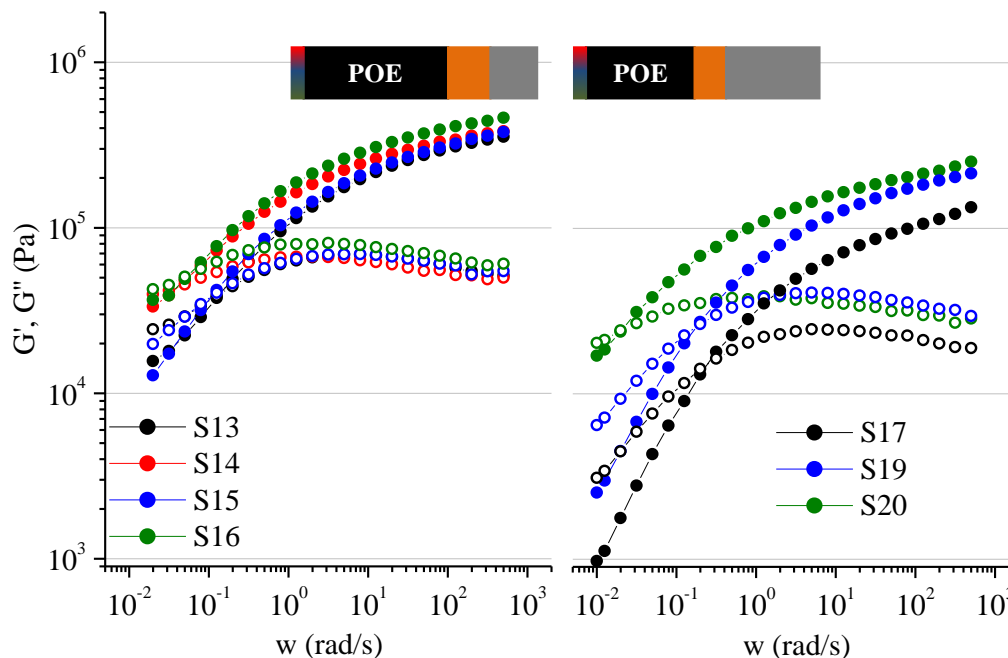 POE
POE
G', G" (Pa)
10^6
10^5
10^4
10^3
S13
S14
S15
S16
S17
S19
S20
10^-2 10^-1 10^0 10^1 10^2 10^3
10^-2 10^-1 10^0 10^1 10^2 10
w (rad/s)
w (rad/s)